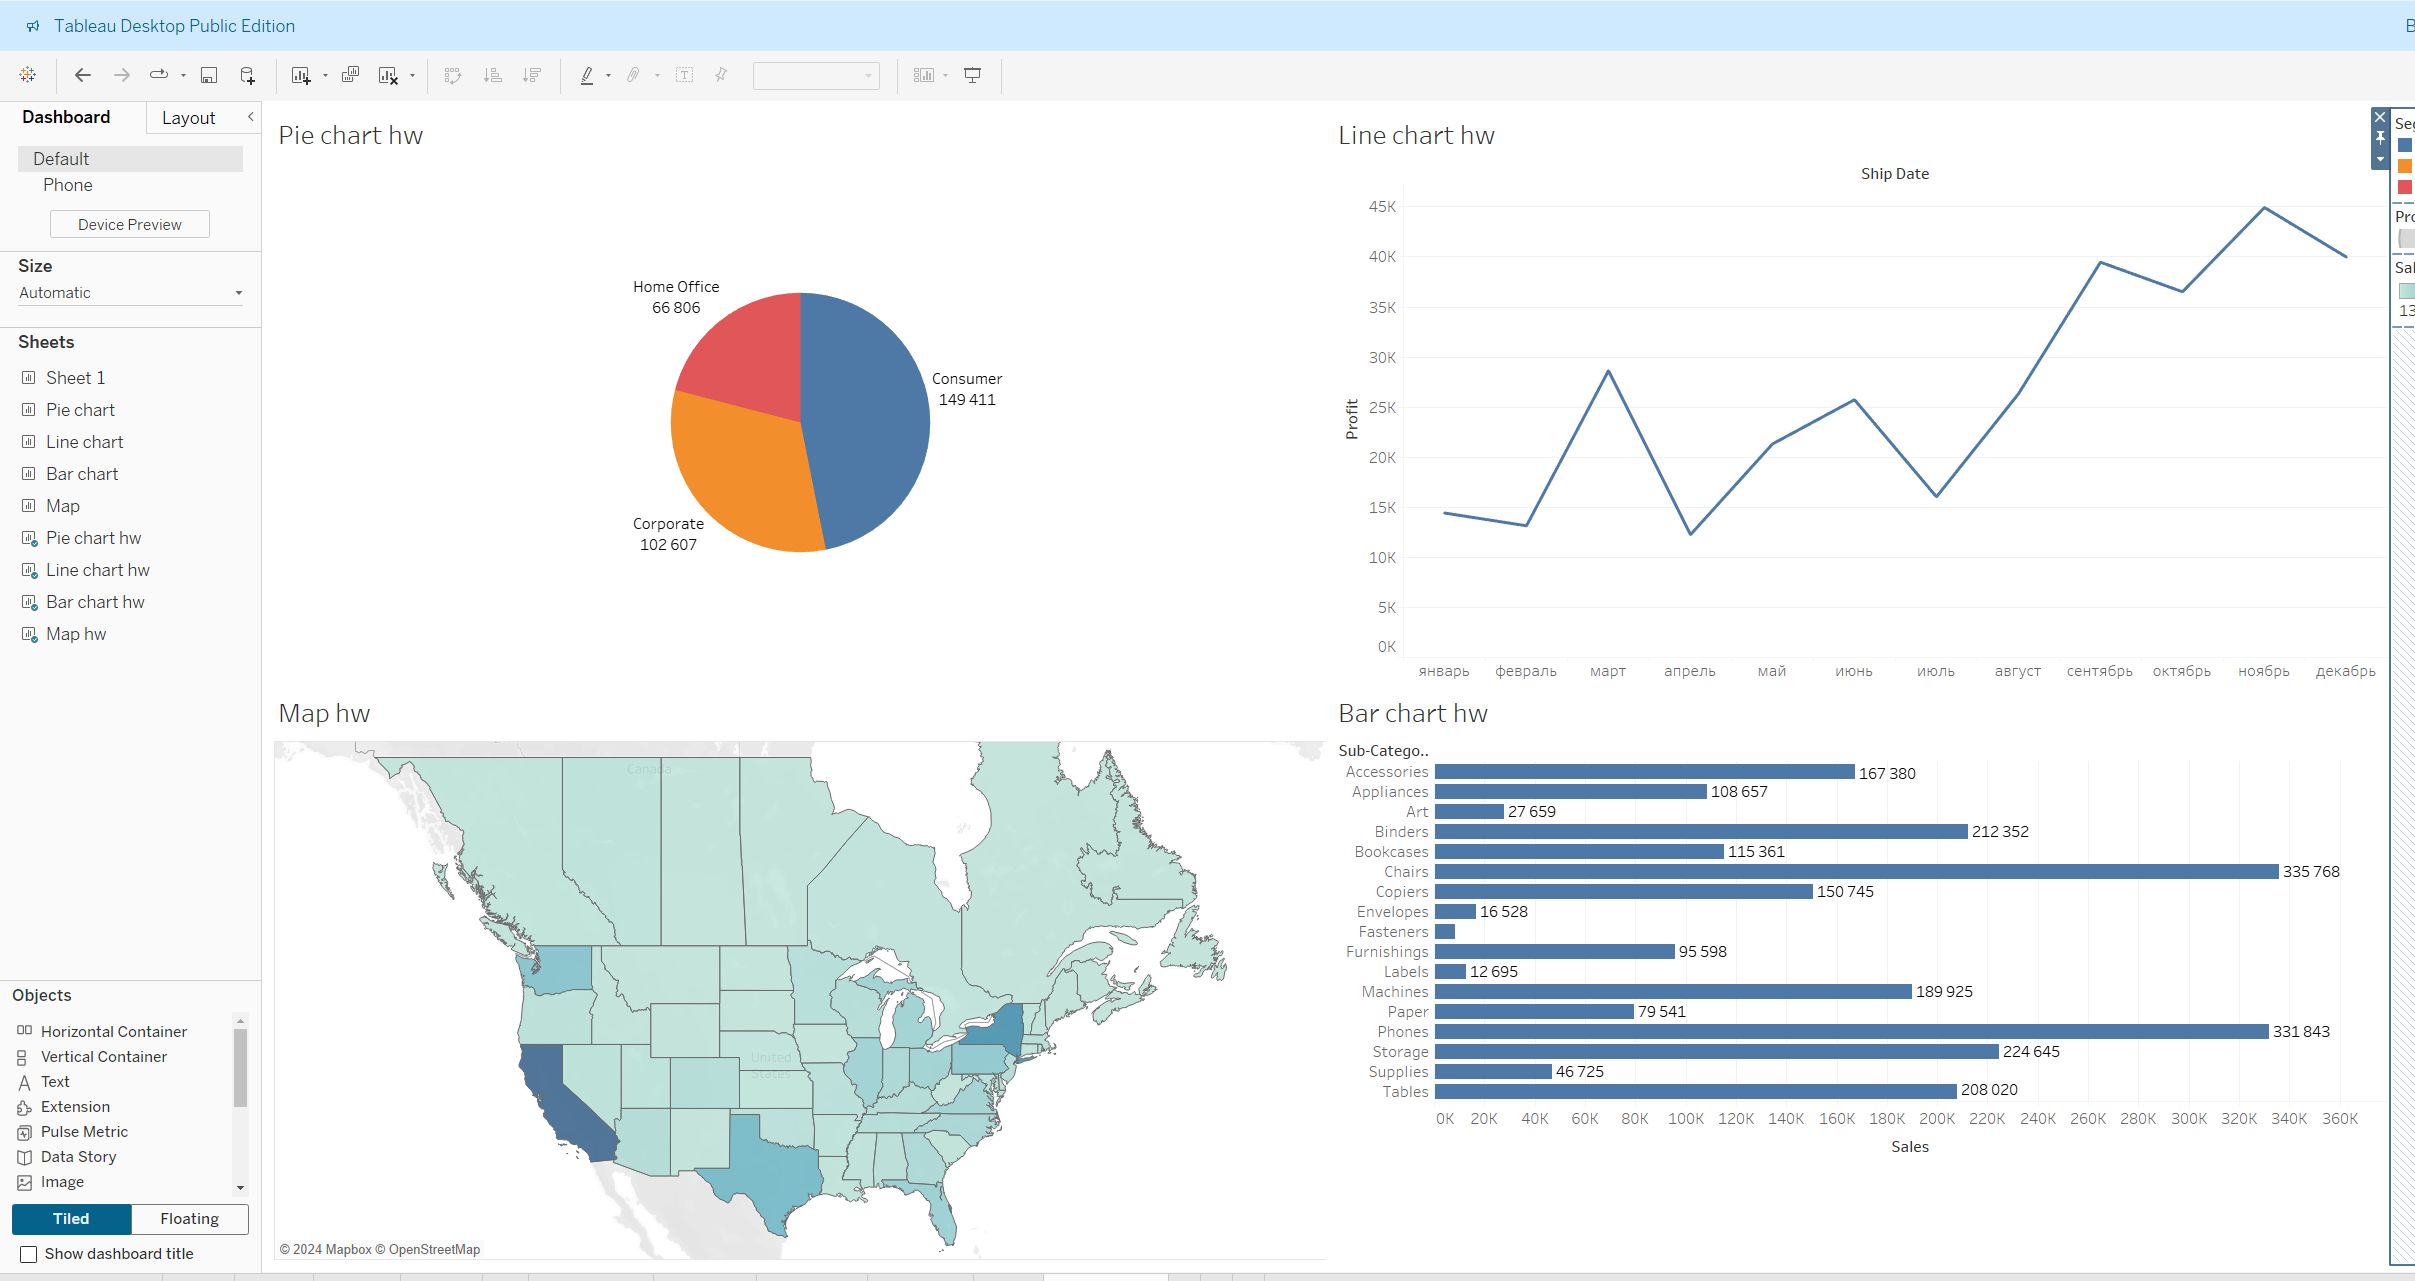 Tableau Desktop Public Edition
Dashboard
Layout
Default
Phone
Device Preview
Size
Automatic
Sheets
Sheet 1
Pie chart
Line chart
Bar chart
Map
Pie chart hw
Line chart hw
Bar chart hw
Map hw
Objects
Horizontal Container
Vertical Container
Text
Extension
Pulse Metric
Data Story
Image
Tiled
Floating
Show dashboard title
Pie chart hw
Home Office
66 806
Consumer
149 411
Corporate
102 607
Line chart hw
Ship Date
Profit
45K
40K
35K
30K
25K
20K
15K
10K
5K
0K
январь февраль март апрель май июнь июль август сентябрь октябрь ноябрь декабрь
Map hw
Canada
United
States
© 2024 Mapbox © OpenStreetMap
Bar chart hw
Sub-Catego..
Accessories 167 380
Appliances 108 657
Art 27 659
Binders 212 352
Bookcases 115 361
Chairs 335 768
Copiers 150 745
Envelopes 16 528
Fasteners
Furnishings 95 598
Labels 12 695
Machines 189 925
Paper 79 541
Phones 331 843
Storage 224 645
Supplies 46 725
Tables 208 020
0K 20K 40K 60K 80K 100K 120K 140K 160K 180K 200K 220K 240K 260K 280K 300K 320K 340K 360K
Sales